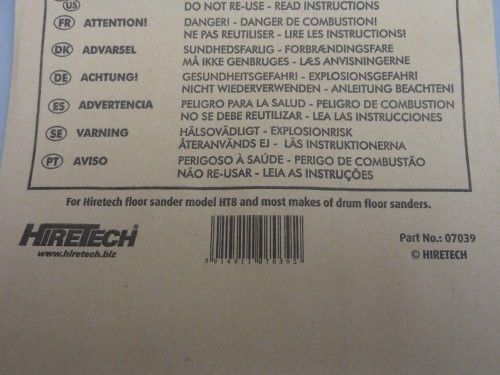 US DO NOT RE-USE - READ INSTRUCTIONS
FR ATTENTION! DANGER! - DANGER DE COMBUSTION!
NE PAS REUTILISER - LIRE LES INSTRUCTIONS!
DK ADVARSEL SUNDHEDSFARLIG - FORBRÆNDINGSFARE
MÅ IKKE GENBRUGES - LÆS ANVISNINGERNE
DE ACHTUNG! GESUNDHEITSGEFAHR! - EXPLOSIONSGEFAHR!
NICHT WIEDERVERWENDEN - ANLEITUNG BEACHTEN!
ES ADVERTENCIA PELIGRO PARA LA SALUD - PELIGRO DE COMBUSTION
NO SE DEBE REUTILIZAR - LEA LAS INSTRUCCIONES
SE VARNING HÄLSOVÅDLIGT - EXPLOSIONRISK
ÅTERANVÄNDS EJ - LÄS INSTRUKTIONERNA
PT AVISO PERIGOSO À SAÚDE - PERIGO DE COMBUSTÃO
NÃO RE-USAR - LEIA AS INSTRUÇÕES
For Hiretech floor sander model HT8 and most makes of drum floor sanders.
HIRETECH®
www.hiretech.biz
5 014911 070392
Part No.: 07039
© HIRETECH